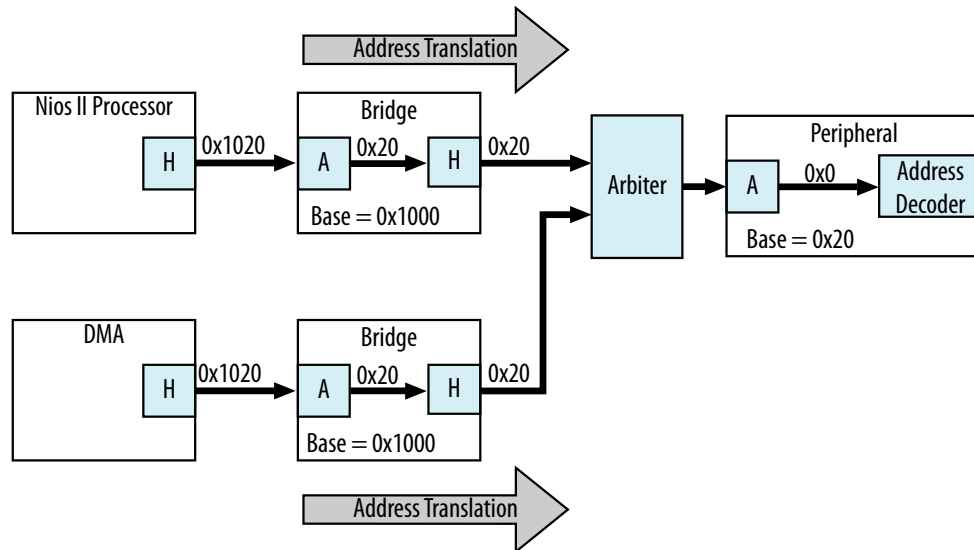 Address Translation
Nios II Processor
H
0x1020
Bridge
A
0x20
H
Base = 0x1000
0x20
Arbiter
Peripheral
A
0x0
Address
Decoder
Base = 0x20
DMA
H
0x1020
Bridge
A
0x20
H
Base = 0x1000
0x20
Address Translation